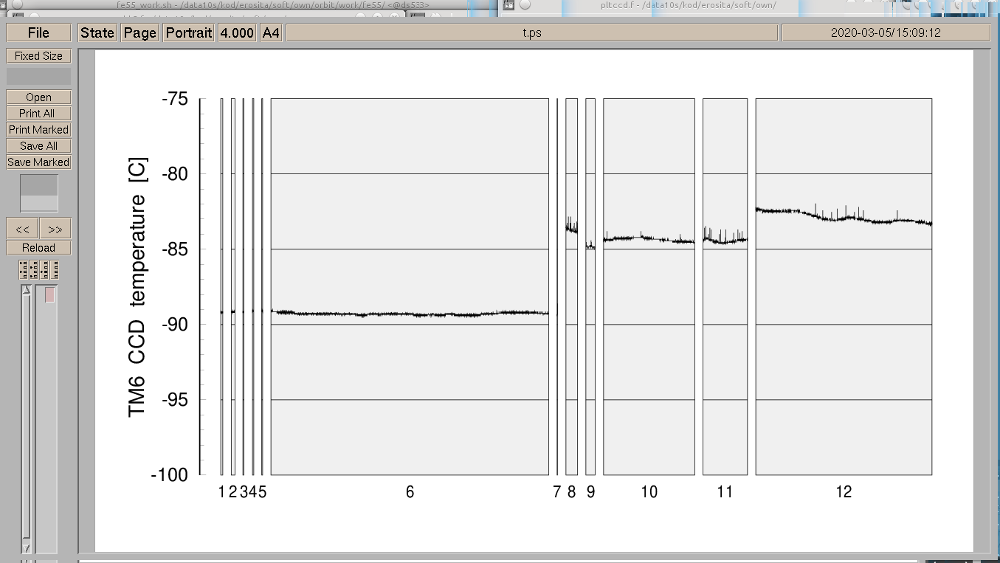 fe55_work.sh - /data10s/kod/erosita/soft/own/orbit/work/fe55/ <@ds533>
pltccd.f - /data10s/kod/erosita/soft/own/
File
State
Page
Portrait
4.000
A4
t.ps
2020-03-05/15:09:12
Fixed Size
Open
Print All
Print Marked
Save All
Save Marked
<<
>>
Reload
TM6 CCD temperature [C]
-75
-80
-85
-90
-95
-100
1 2 3 4 5 6 7 8 9 10 11 12